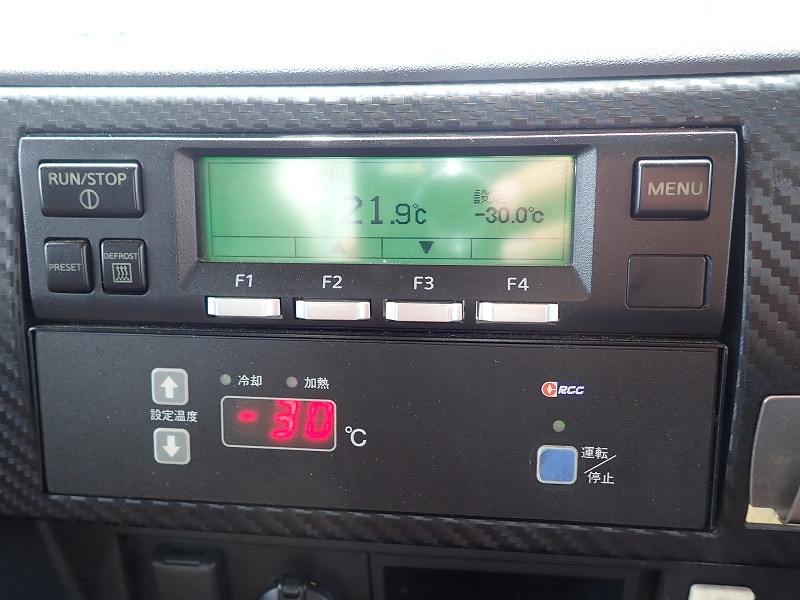 RUN/STOP
PRESET
DEFROST
21.9℃
設定
-30.0℃
▲ ▼
F1 F2 F3 F4
MENU
設定温度
冷却 加熱
-30 ℃
RCC
運転/停止